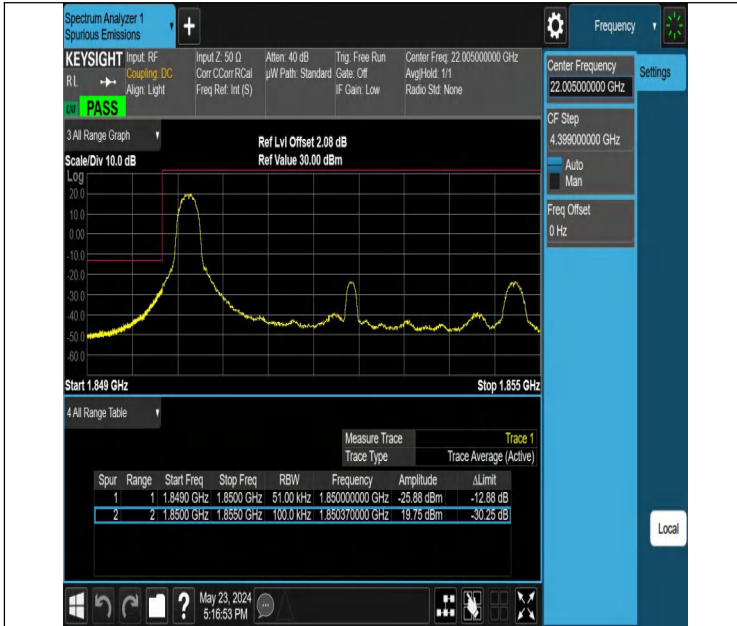 Spectrum Analyzer 1
Spurious Emissions
Frequency
KEYSIGHT
RL
Input: RF
Coupling: DC
Align: Light
Input Z: 50 Ω
Corr CCorr RCal
Freq Ref: Int (S)
Atten: 40 dB
µW Path: Standard
Trig: Free Run
Gate: Off
IF Gain: Low
Center Freq: 22.005000000 GHz
Avg|Hold: 1/1
Radio Std: None
PASS
Center Frequency
22.005000000 GHz
Settings
CF Step
4.399000000 GHz
Auto
Man
Freq Offset
0 Hz
3 All Range Graph
Scale/Div 10.0 dB
Ref Lvl Offset 2.08 dB
Ref Value 30.00 dBm
Log
20.0
10.0
0.00
-10.0
-20.0
-30.0
-40.0
-50.0
-60.0
Start 1.849 GHz Stop 1.855 GHz
4 All Range Table
Measure Trace Trace 1
Trace Type Trace Average (Active)
Spur Range Start Freq Stop Freq RBW Frequency Amplitude ΔLimit
1 1 1.8490 GHz 1.8500 GHz 51.00 kHz 1.850000000 GHz -25.88 dBm -12.88 dB
2 2 1.8500 GHz 1.8550 GHz 100.0 kHz 1.850370000 GHz 19.75 dBm -30.25 dB
Local
May 23, 2024
5:16:53 PM